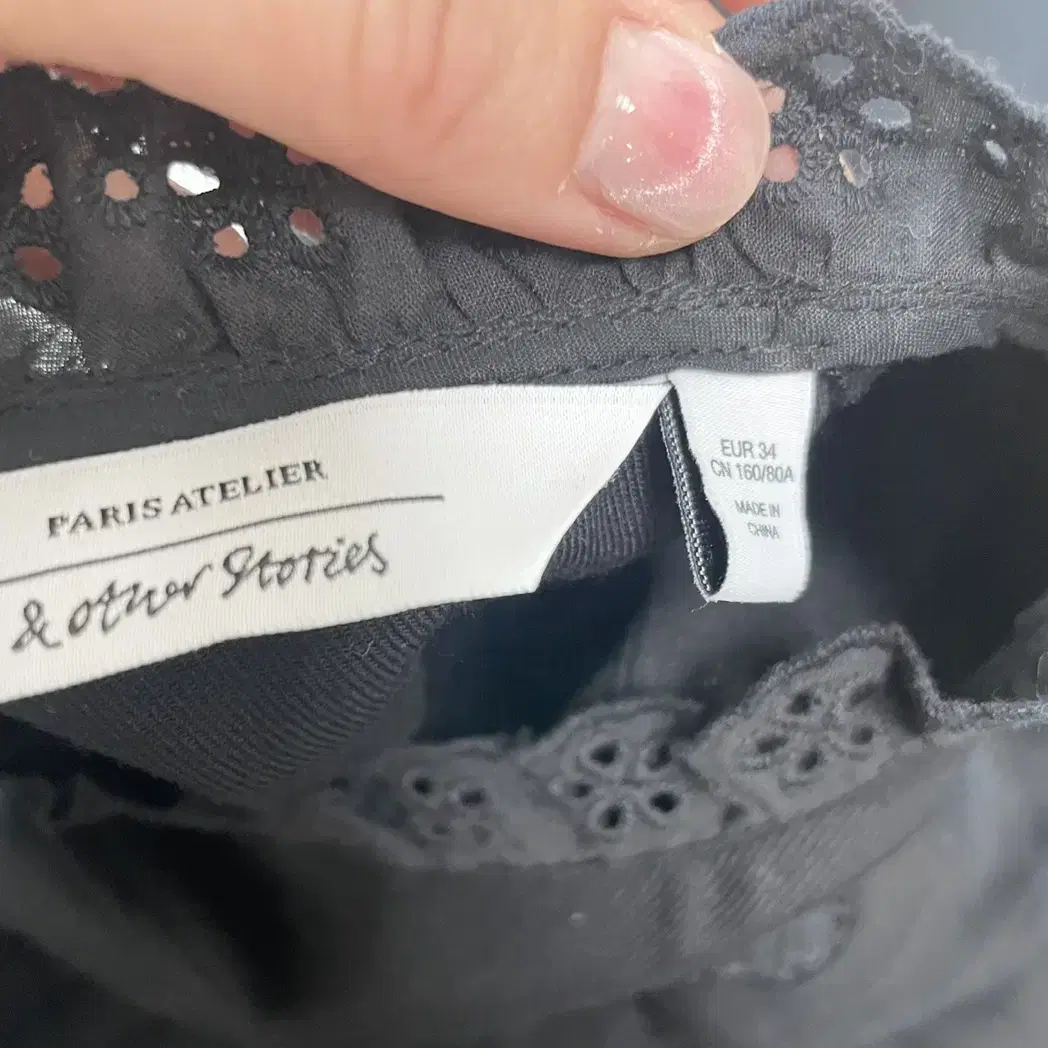 PARIS ATELIER
& other Stories
EUR 34
CN 160/80A
MADE IN
CHINA